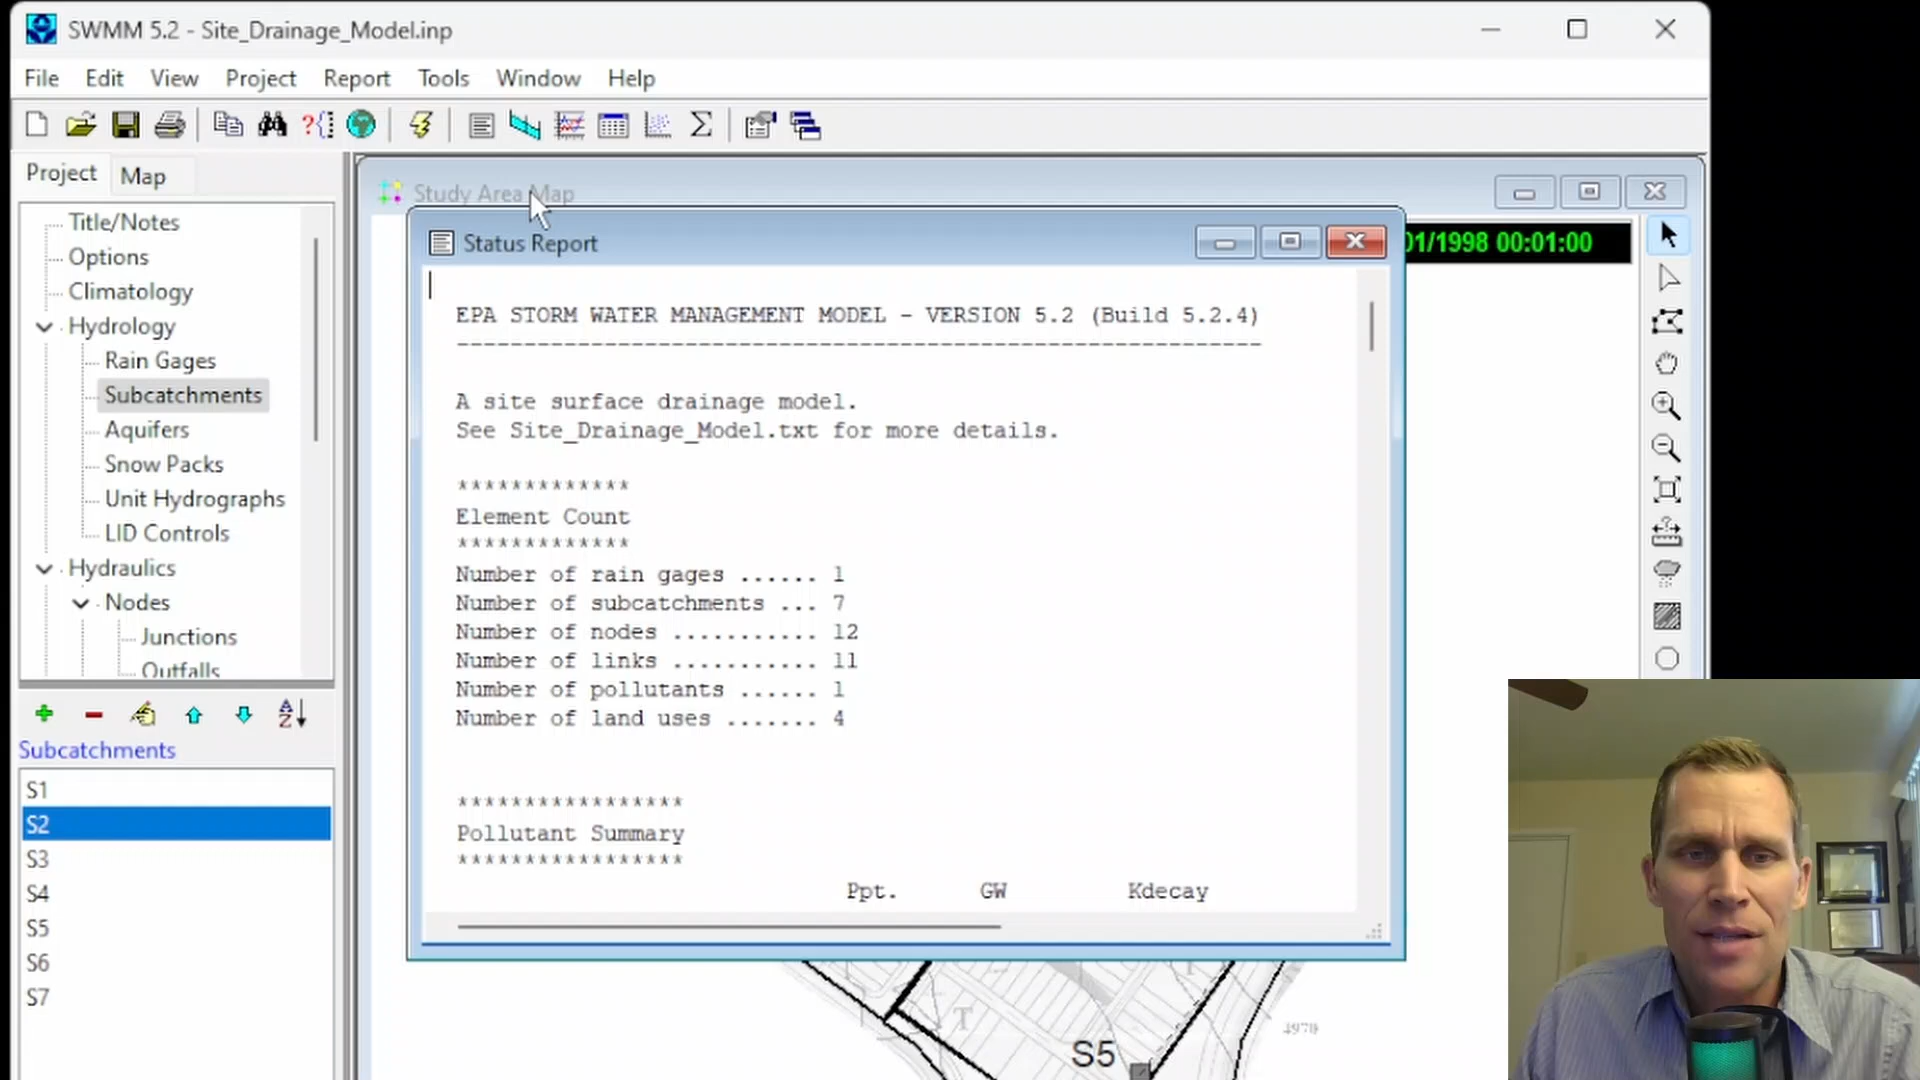 SWMM 5.2 - Site_Drainage_Model.inp
File Edit View Project Report Tools Window Help
Project Map
Study Area Map
01/1998 00:01:00
Title/Notes
Options
Climatology
Hydrology
Rain Gages
Subcatchments
Aquifers
Snow Packs
Unit Hydrographs
LID Controls
Hydraulics
Nodes
Junctions
Outfalls
Subcatchments
S1
S2
S3
S4
S5
S6
S7
Status Report
EPA STORM WATER MANAGEMENT MODEL - VERSION 5.2 (Build 5.2.4)
------------------------------------------------------------
A site surface drainage model.
See Site_Drainage_Model.txt for more details.
*************
Element Count
*************
Number of rain gages ...... 1
Number of subcatchments ... 7
Number of nodes ........... 12
Number of links ........... 11
Number of pollutants ...... 1
Number of land uses ....... 4
*****************
Pollutant Summary
*****************
Ppt. GW Kdecay
T
4970
S5